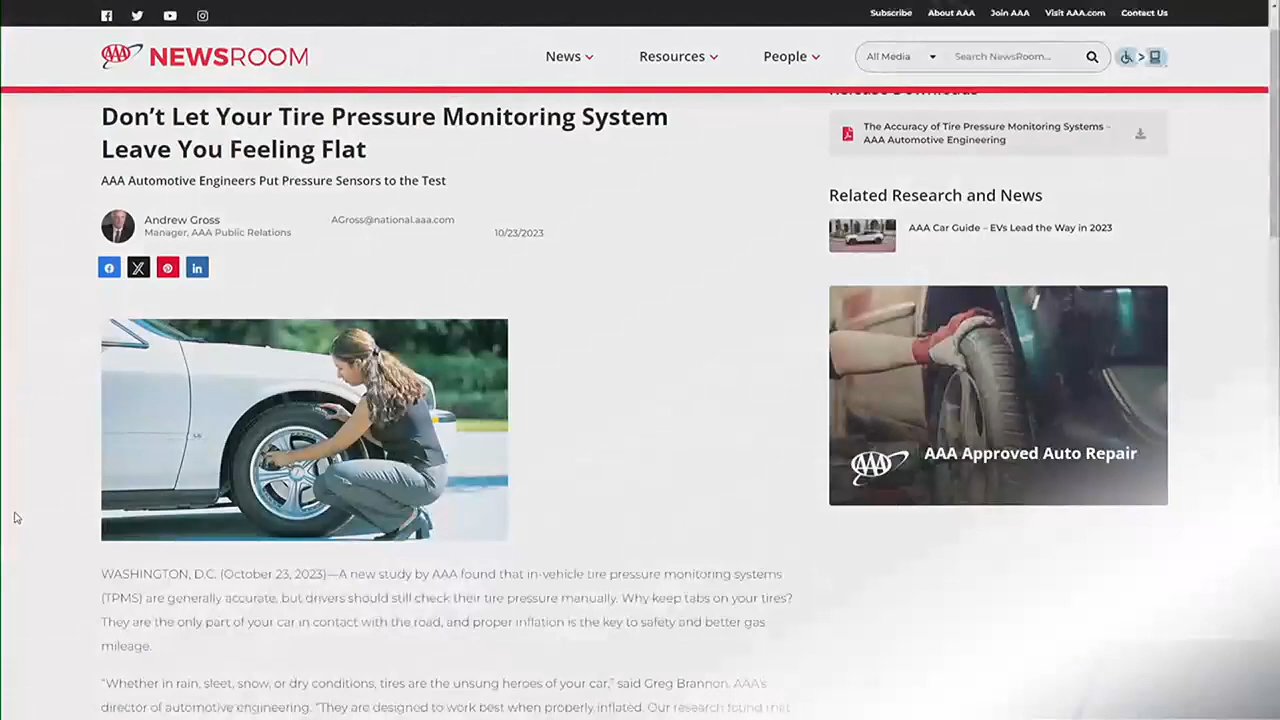 Subscribe About AAA Join AAA Visit AAA.com Contact Us
AAA NEWSROOM
News Resources People All Media Search NewsRoom...
Don't Let Your Tire Pressure Monitoring System
Leave You Feeling Flat
AAA Automotive Engineers Put Pressure Sensors to the Test
Andrew Gross AGross@national.aaa.com
Manager, AAA Public Relations 10/23/2023
WASHINGTON, D.C. (October 23, 2023)—A new study by AAA found that in-vehicle tire pressure monitoring systems
(TPMS) are generally accurate, but drivers should still check their tire pressure manually. Why keep tabs on your tires?
They are the only part of your car in contact with the road, and proper inflation is the key to safety and better gas
mileage.
"Whether in rain, sleet, snow, or dry conditions, tires are the unsung heroes of your car," said Greg Brannon, AAA's
director of automotive engineering. "They are designed to work best when properly inflated. Our research found that
Release Downloads
The Accuracy of Tire Pressure Monitoring Systems –
AAA Automotive Engineering
Related Research and News
AAA Car Guide – EVs Lead the Way in 2023
AAA AAA Approved Auto Repair